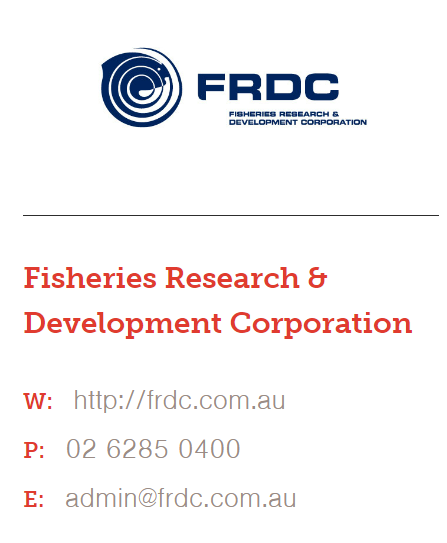 FRDC
FISHERIES RESEARCH &
DEVELOPMENT CORPORATION
Fisheries Research &
Development Corporation
W: http://frdc.com.au
P: 02 6285 0400
E: admin@frdc.com.au